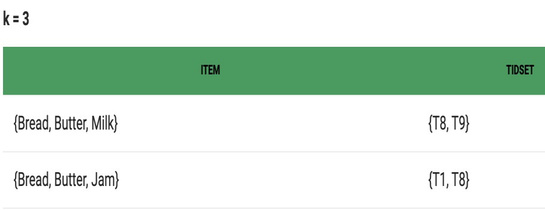 k = 3
ITEM TIDSET
{Bread, Butter, Milk} {T8, T9}
{Bread, Butter, Jam} {T1, T8}